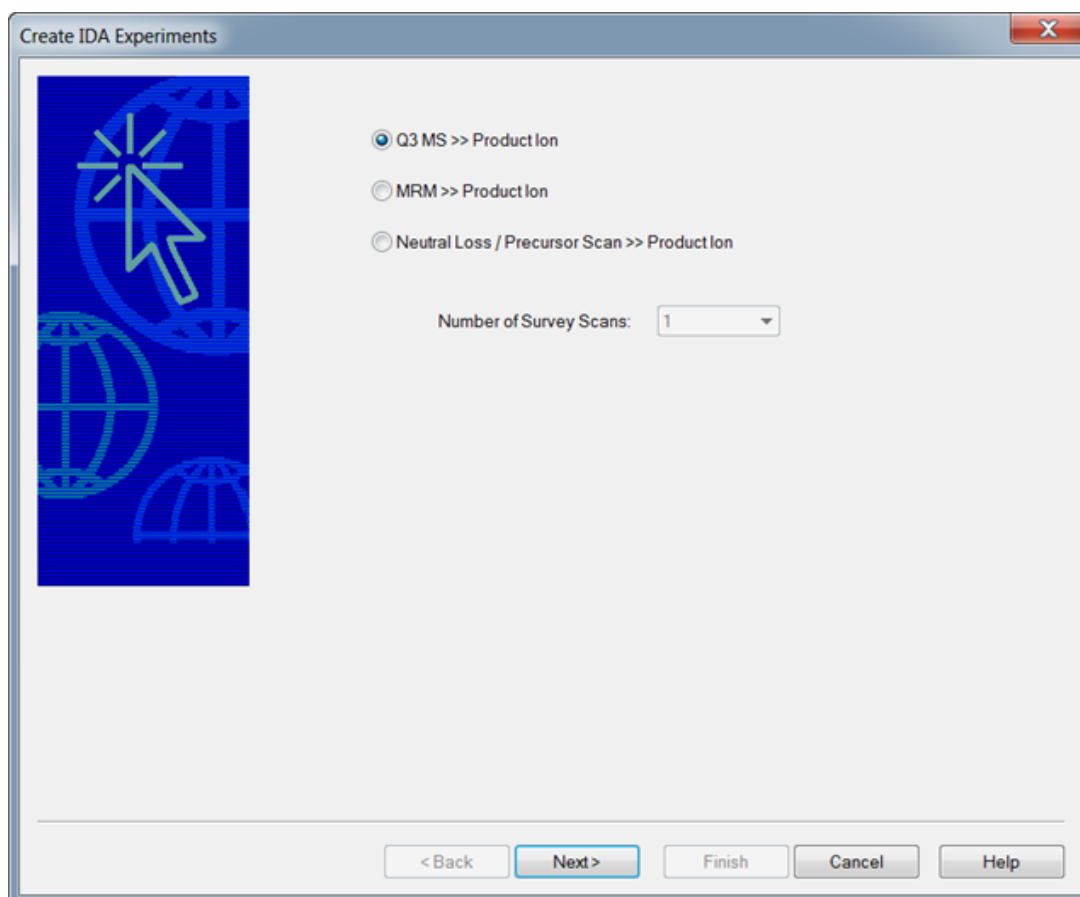 Create IDA Experiments
Q3 MS >> Product Ion
MRM >> Product Ion
Neutral Loss / Precursor Scan >> Product Ion
Number of Survey Scans: 1
< Back Next > Finish Cancel Help